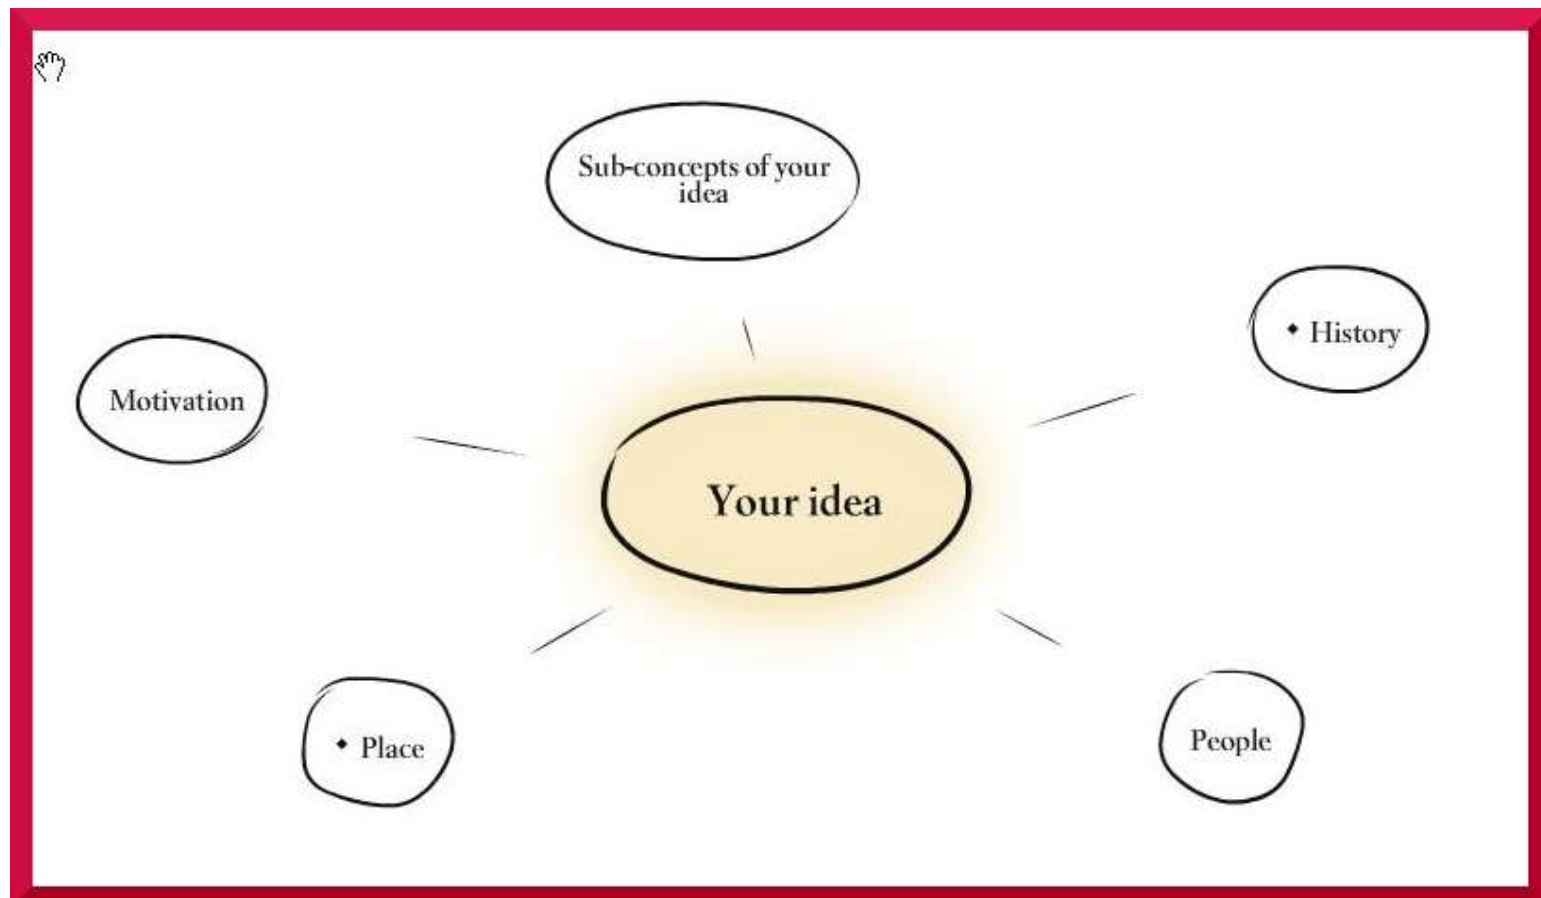 Sub-concepts of your
idea
◆ History
Motivation
Your idea
◆ Place
People